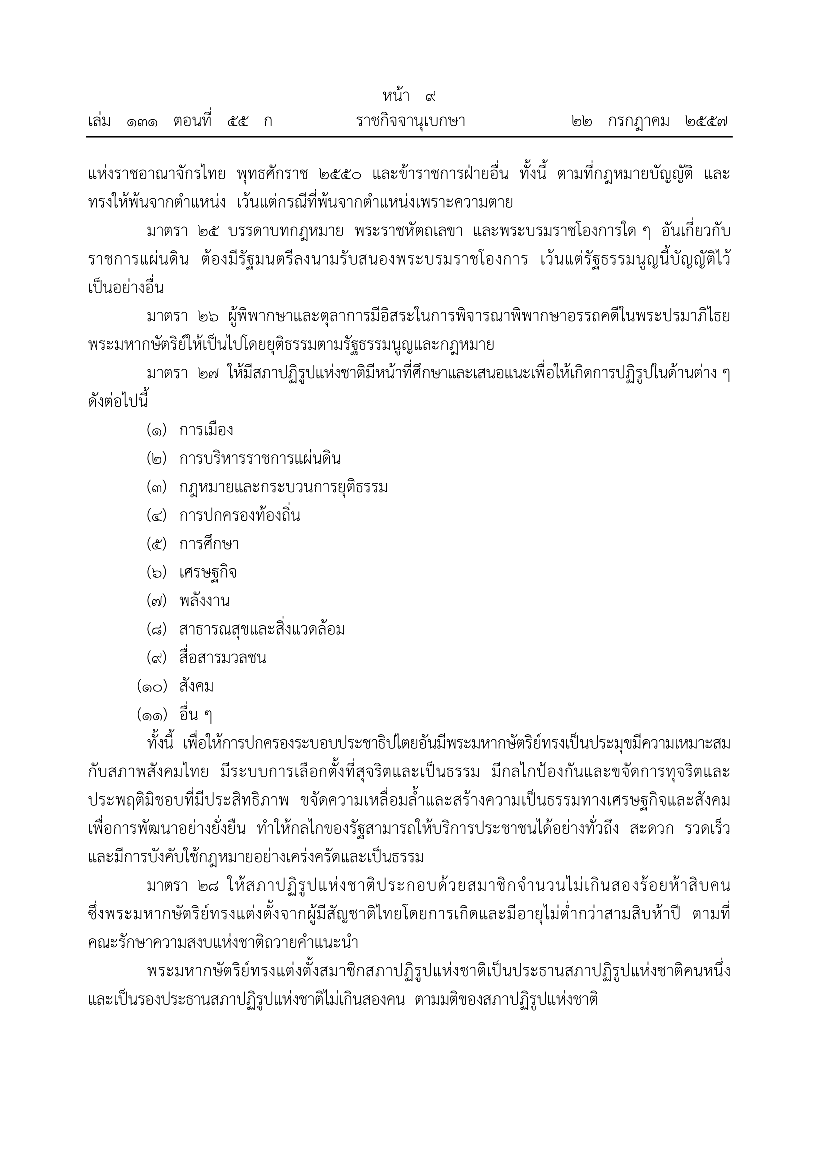 หน้า ๙
เล่ม ๑๓๑ ตอนที่ ๕๕ ก ราชกิจจานุเบกษา ๒๒ กรกฎาคม ๒๕๕๗
แห่งราชอาณาจักรไทย พุทธศักราช ๒๕๕๐ และข้าราชการฝ่ายอื่น ทั้งนี้ ตามที่กฎหมายบัญญัติ และ
ทรงให้พ้นจากตำแหน่ง เว้นแต่กรณีที่พ้นจากตำแหน่งเพราะความตาย
มาตรา ๒๕ บรรดาบทกฎหมาย พระราชหัตถเลขา และพระบรมราชโองการใด ๆ อันเกี่ยวกับ
ราชการแผ่นดิน ต้องมีรัฐมนตรีลงนามรับสนองพระบรมราชโองการ เว้นแต่รัฐธรรมนูญนี้บัญญัติไว้
เป็นอย่างอื่น
มาตรา ๒๖ ผู้พิพากษาและตุลาการมีอิสระในการพิจารณาพิพากษาอรรถคดีในพระปรมาภิไธย
พระมหากษัตริย์ให้เป็นไปโดยยุติธรรมตามรัฐธรรมนูญและกฎหมาย
มาตรา ๒๗ ให้มีสภาปฏิรูปแห่งชาติมีหน้าที่ศึกษาและเสนอแนะเพื่อให้เกิดการปฏิรูปในด้านต่าง ๆ
ดังต่อไปนี้
(๑) การเมือง
(๒) การบริหารราชการแผ่นดิน
(๓) กฎหมายและกระบวนการยุติธรรม
(๔) การปกครองท้องถิ่น
(๕) การศึกษา
(๖) เศรษฐกิจ
(๗) พลังงาน
(๘) สาธารณสุขและสิ่งแวดล้อม
(๙) สื่อสารมวลชน
(๑๐) สังคม
(๑๑) อื่น ๆ
ทั้งนี้ เพื่อให้การปกครองระบอบประชาธิปไตยอันมีพระมหากษัตริย์ทรงเป็นประมุขมีความเหมาะสม
กับสภาพสังคมไทย มีระบบการเลือกตั้งที่สุจริตและเป็นธรรม มีกลไกป้องกันและขจัดการทุจริตและ
ประพฤติมิชอบที่มีประสิทธิภาพ ขจัดความเหลื่อมล้ำและสร้างความเป็นธรรมทางเศรษฐกิจและสังคม
เพื่อการพัฒนาอย่างยั่งยืน ทำให้กลไกของรัฐสามารถให้บริการประชาชนได้อย่างทั่วถึง สะดวก รวดเร็ว
และมีการบังคับใช้กฎหมายอย่างเคร่งครัดและเป็นธรรม
มาตรา ๒๘ ให้สภาปฏิรูปแห่งชาติประกอบด้วยสมาชิกจำนวนไม่เกินสองร้อยห้าสิบคน
ซึ่งพระมหากษัตริย์ทรงแต่งตั้งจากผู้มีสัญชาติไทยโดยการเกิดและมีอายุไม่ต่ำกว่าสามสิบห้าปี ตามที่
คณะรักษาความสงบแห่งชาติถวายคำแนะนำ
พระมหากษัตริย์ทรงแต่งตั้งสมาชิกสภาปฏิรูปแห่งชาติเป็นประธานสภาปฏิรูปแห่งชาติคนหนึ่ง
และเป็นรองประธานสภาปฏิรูปแห่งชาติไม่เกินสองคน ตามมติของสภาปฏิรูปแห่งชาติ